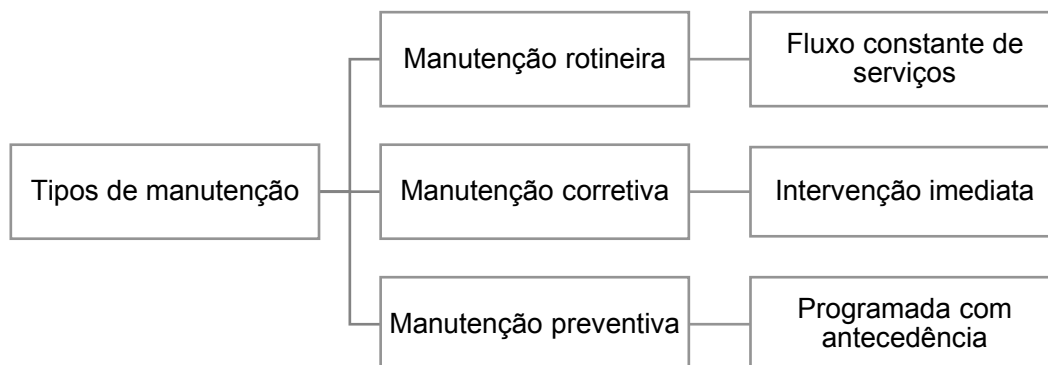 Tipos de manutenção
Manutenção rotineira
Fluxo constante de
serviços
Manutenção corretiva
Intervenção imediata
Manutenção preventiva
Programada com
antecedência